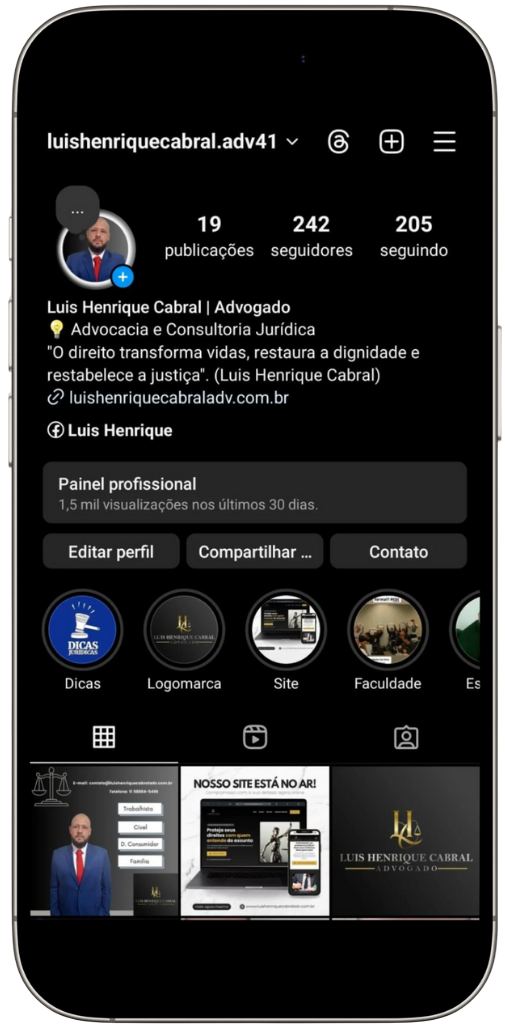 luishenriquecabral.adv41
...
19
242
205
publicações
seguidores
seguindo
Luis Henrique Cabral | Advogado
💡 Advocacia e Consultoria Jurídica
"O direito transforma vidas, restaura a dignidade e
restabelece a justiça". (Luis Henrique Cabral)
luishenriquecabraladv.com.br
Luis Henrique
Painel profissional
1,5 mil visualizações nos últimos 30 dias.
Editar perfil
Compartilhar ...
Contato
DICAS
JURÍDICAS
LUIS HENRIQUE CABRAL
Dicas
Logomarca
Site
Faculdade
Es
E-mail: contato@luishenriquecabraladv.com.br
Trabalhista
Cível
D. Consumidor
Família
NOSSO SITE ESTÁ NO AR!
Proteja seus
direitos com quem
entende do assunto
LUIS HENRIQUE CABRAL
ADVOGADO